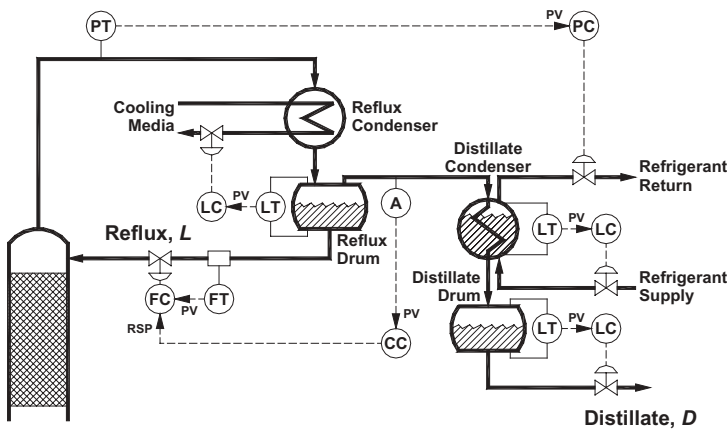 PT
PV
PC
Cooling
Media
Reflux
Condenser
Distillate
Condenser
Refrigerant
Return
LC
PV
LT
A
Reflux
Drum
LT
PV
LC
Reflux, L
Distillate
Drum
Refrigerant
Supply
FC
PV
FT
RSP
PV
CC
LT
PV
LC
Distillate, D